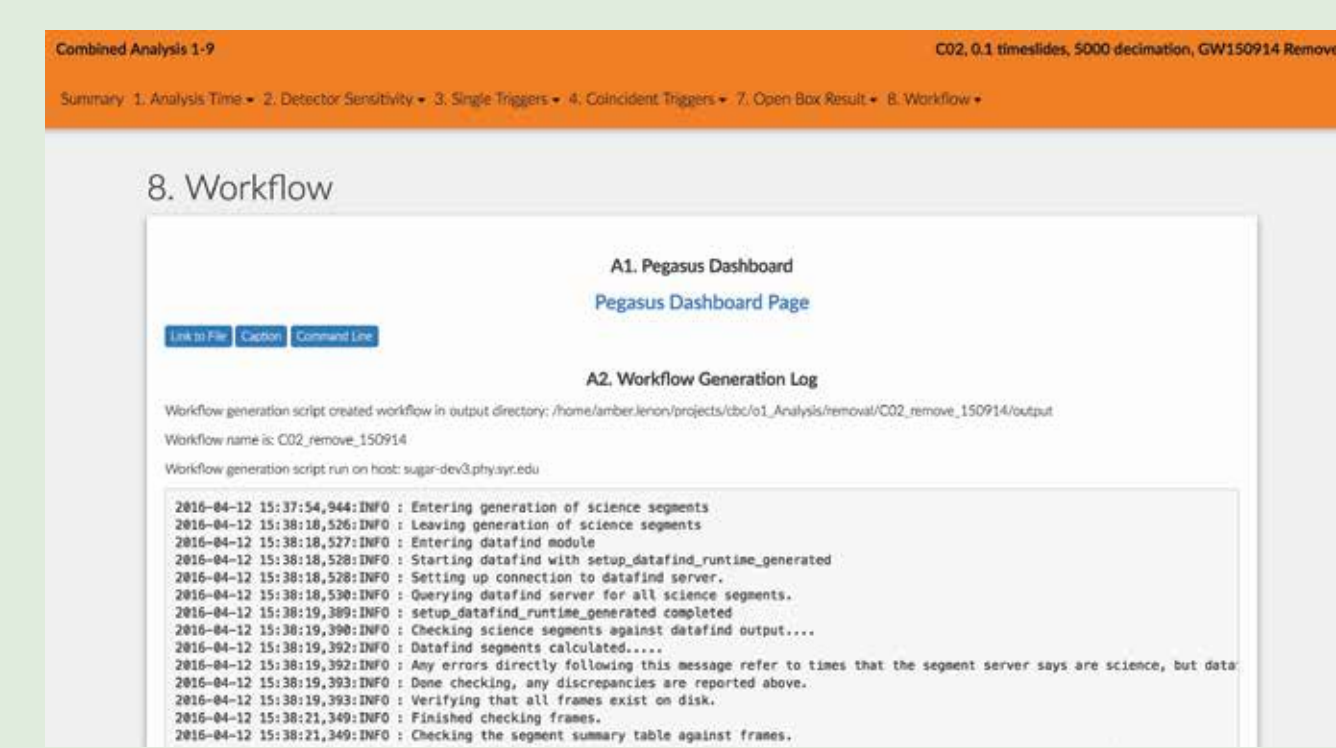 Combined Analysis 1-9
C02, 0.1 timeslides, 5000 decimation, GW150914 Remove
Summary 1. Analysis Time 2. Detector Sensitivity 3. Single Triggers 4. Coincident Triggers 7. Open Box Result 8. Workflow
8. Workflow
A1. Pegasus Dashboard
Pegasus Dashboard Page
Link to File Caption Command Line
A2. Workflow Generation Log
Workflow generation script created workflow in output directory: /home/amber.lenon/projects/cbc/o1_Analysis/removal/C02_remove_150914/output
Workflow name is: C02_remove_150914
Workflow generation script run on host: sugar-dev3.phy.syr.edu
2016-04-12 15:37:54,944:INFO : Entering generation of science segments
2016-04-12 15:38:18,526:INFO : Leaving generation of science segments
2016-04-12 15:38:18,527:INFO : Entering datafind module
2016-04-12 15:38:18,528:INFO : Starting datafind with setup_datafind_runtime_generated
2016-04-12 15:38:18,528:INFO : Setting up connection to datafind server.
2016-04-12 15:38:18,530:INFO : Querying datafind server for all science segments.
2016-04-12 15:38:19,389:INFO : setup_datafind_runtime_generated completed
2016-04-12 15:38:19,390:INFO : Checking science segments against datafind output....
2016-04-12 15:38:19,392:INFO : Datafind segments calculated.....
2016-04-12 15:38:19,392:INFO : Any errors directly following this message refer to times that the segment server says are science, but data
2016-04-12 15:38:19,393:INFO : Done checking, any discrepancies are reported above.
2016-04-12 15:38:19,393:INFO : Verifying that all frames exist on disk.
2016-04-12 15:38:21,349:INFO : Finished checking frames.
2016-04-12 15:38:21,349:INFO : Checking the segment summary table against frames.